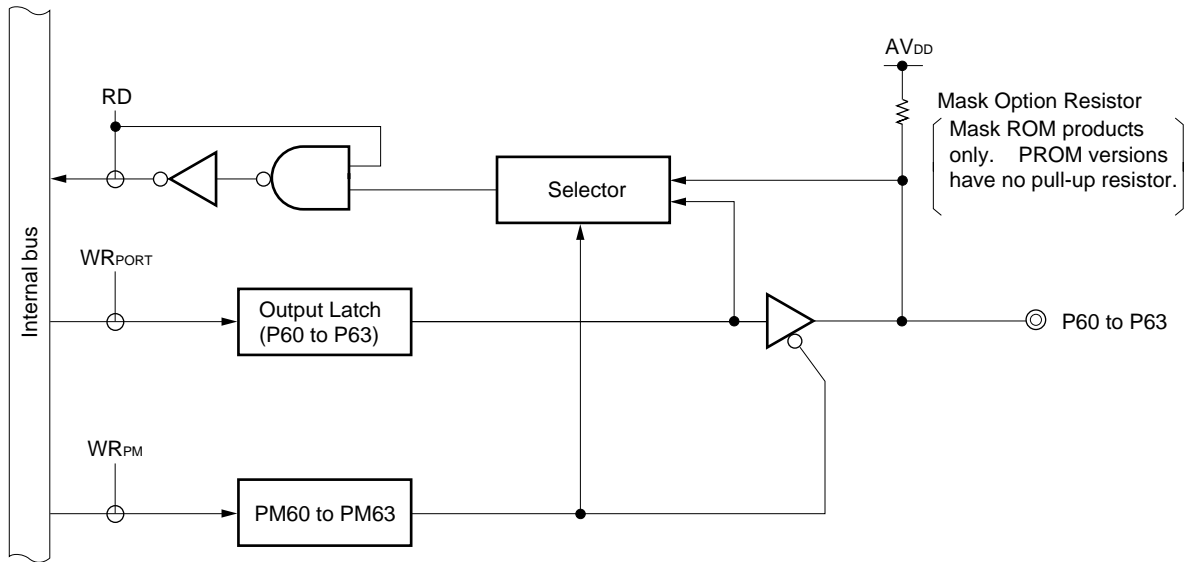 AVDD
RD
Mask Option Resistor
Mask ROM products
only. PROM versions
have no pull-up resistor.
Selector
Internal bus
WRPORT
Output Latch
(P60 to P63)
P60 to P63
WRPM
PM60 to PM63